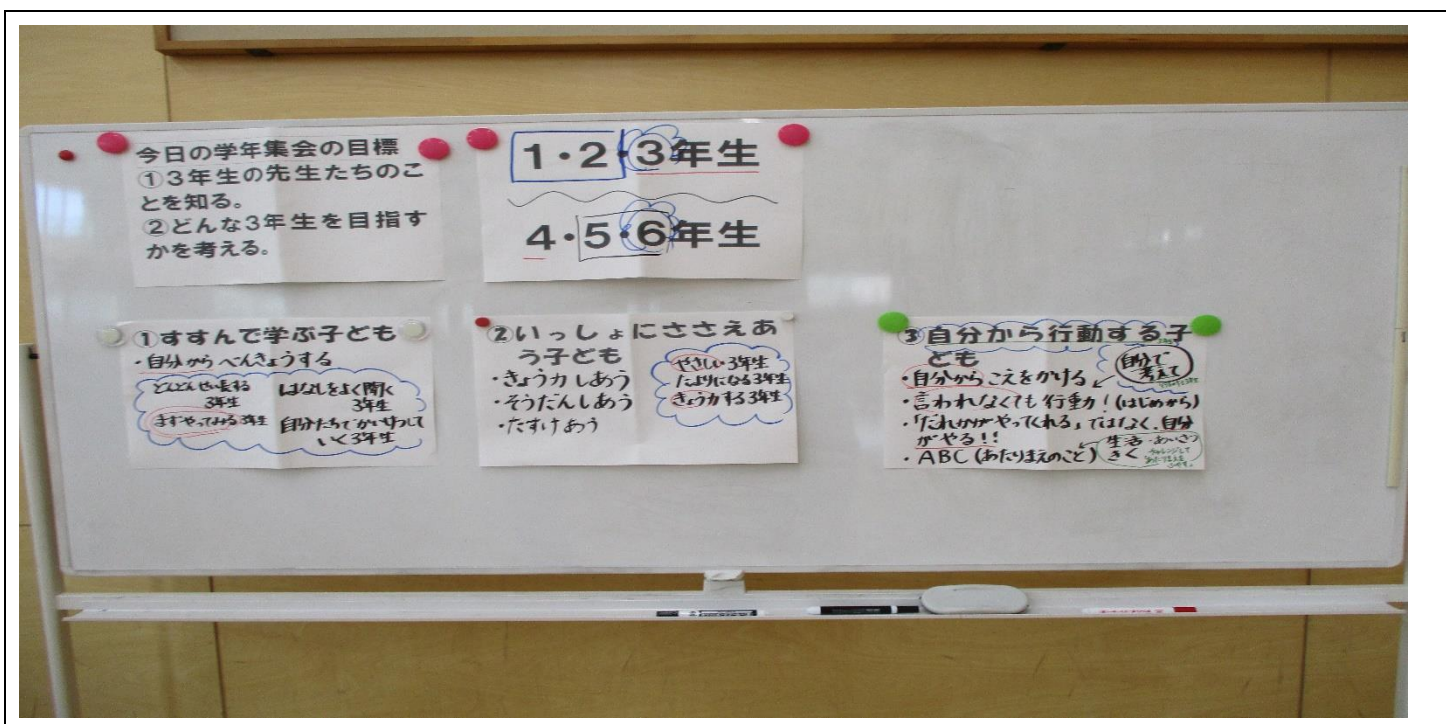 今日の学年集会の目標
①3年生の先生たちのこ
とを知る。
②どんな3年生を目指す
かを考える。
1・2・3年生
4・5・6年生
①すすんで学ぶ子ども
・自分からべんきょうする
どんどんせい長する
3年生
まずやってみる3年生
はなしをよく聞く
3年生
自分たちでかいけつして
いく3年生
②いっしょにささえあ
う子ども
・きょう力しあう
・そうだんしあう
・たすけあう
やさしい3年生
たよりになる3年生
きょう力する3年生
③自分から行動する子
ども
・自分からこえをかける
自分で
考えて
・言われなくても行動力!(はじめから)
・「だれかがやってくれる」ではなく、自分
がやる!!
・ABC(あたりまえのこと)
生活・あいさつ
きく